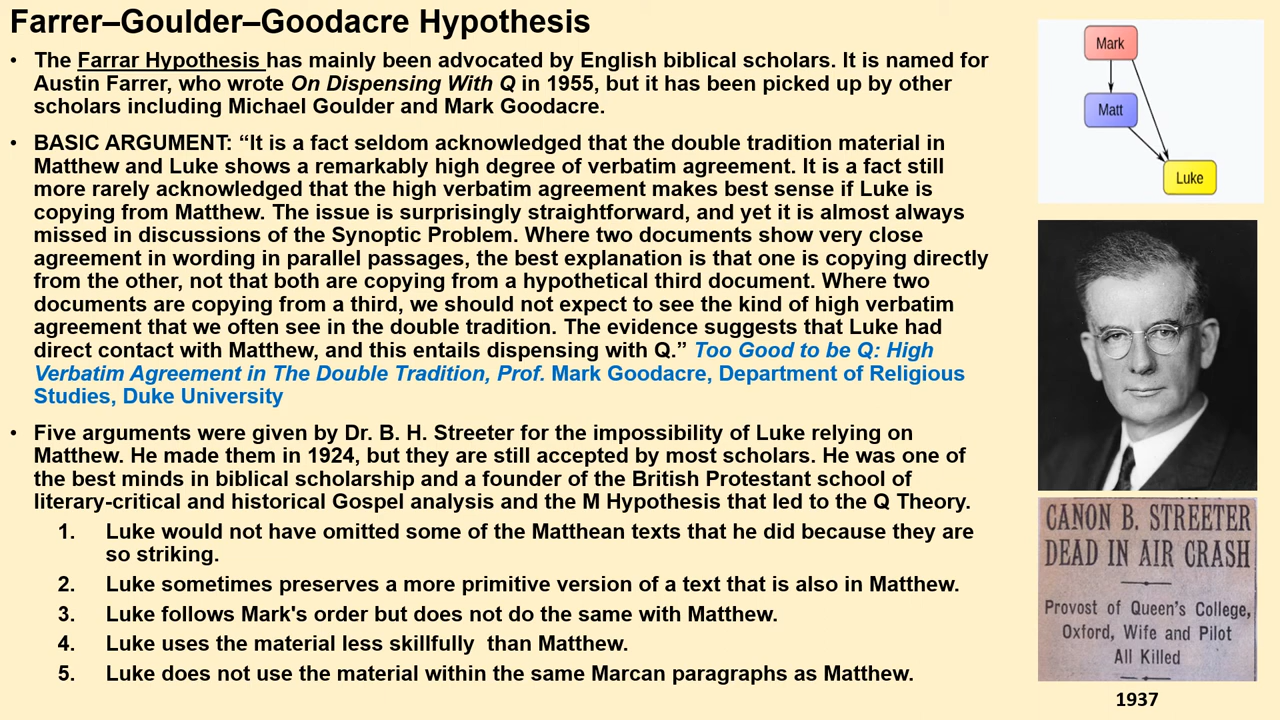 Farrer–Goulder–Goodacre Hypothesis
• The Farrar Hypothesis has mainly been advocated by English biblical scholars. It is named for
Austin Farrer, who wrote On Dispensing With Q in 1955, but it has been picked up by other
scholars including Michael Goulder and Mark Goodacre.
• BASIC ARGUMENT: “It is a fact seldom acknowledged that the double tradition material in
Matthew and Luke shows a remarkably high degree of verbatim agreement. It is a fact still
more rarely acknowledged that the high verbatim agreement makes best sense if Luke is
copying from Matthew. The issue is surprisingly straightforward, and yet it is almost always
missed in discussions of the Synoptic Problem. Where two documents show very close
agreement in wording in parallel passages, the best explanation is that one is copying directly
from the other, not that both are copying from a hypothetical third document. Where two
documents are copying from a third, we should not expect to see the kind of high verbatim
agreement that we often see in the double tradition. The evidence suggests that Luke had
direct contact with Matthew, and this entails dispensing with Q.” Too Good to be Q: High
Verbatim Agreement in The Double Tradition, Prof. Mark Goodacre, Department of Religious
Studies, Duke University
• Five arguments were given by Dr. B. H. Streeter for the impossibility of Luke relying on
Matthew. He made them in 1924, but they are still accepted by most scholars. He was one of
the best minds in biblical scholarship and a founder of the British Protestant school of
literary-critical and historical Gospel analysis and the M Hypothesis that led to the Q Theory.
1. Luke would not have omitted some of the Matthean texts that he did because they are
so striking.
2. Luke sometimes preserves a more primitive version of a text that is also in Matthew.
3. Luke follows Mark's order but does not do the same with Matthew.
4. Luke uses the material less skillfully than Matthew.
5. Luke does not use the material within the same Marcan paragraphs as Matthew.
Mark
Matt
Luke
CANON B. STREETER
DEAD IN AIR CRASH
Provost of Queen's College,
Oxford, Wife and Pilot
All Killed
1937